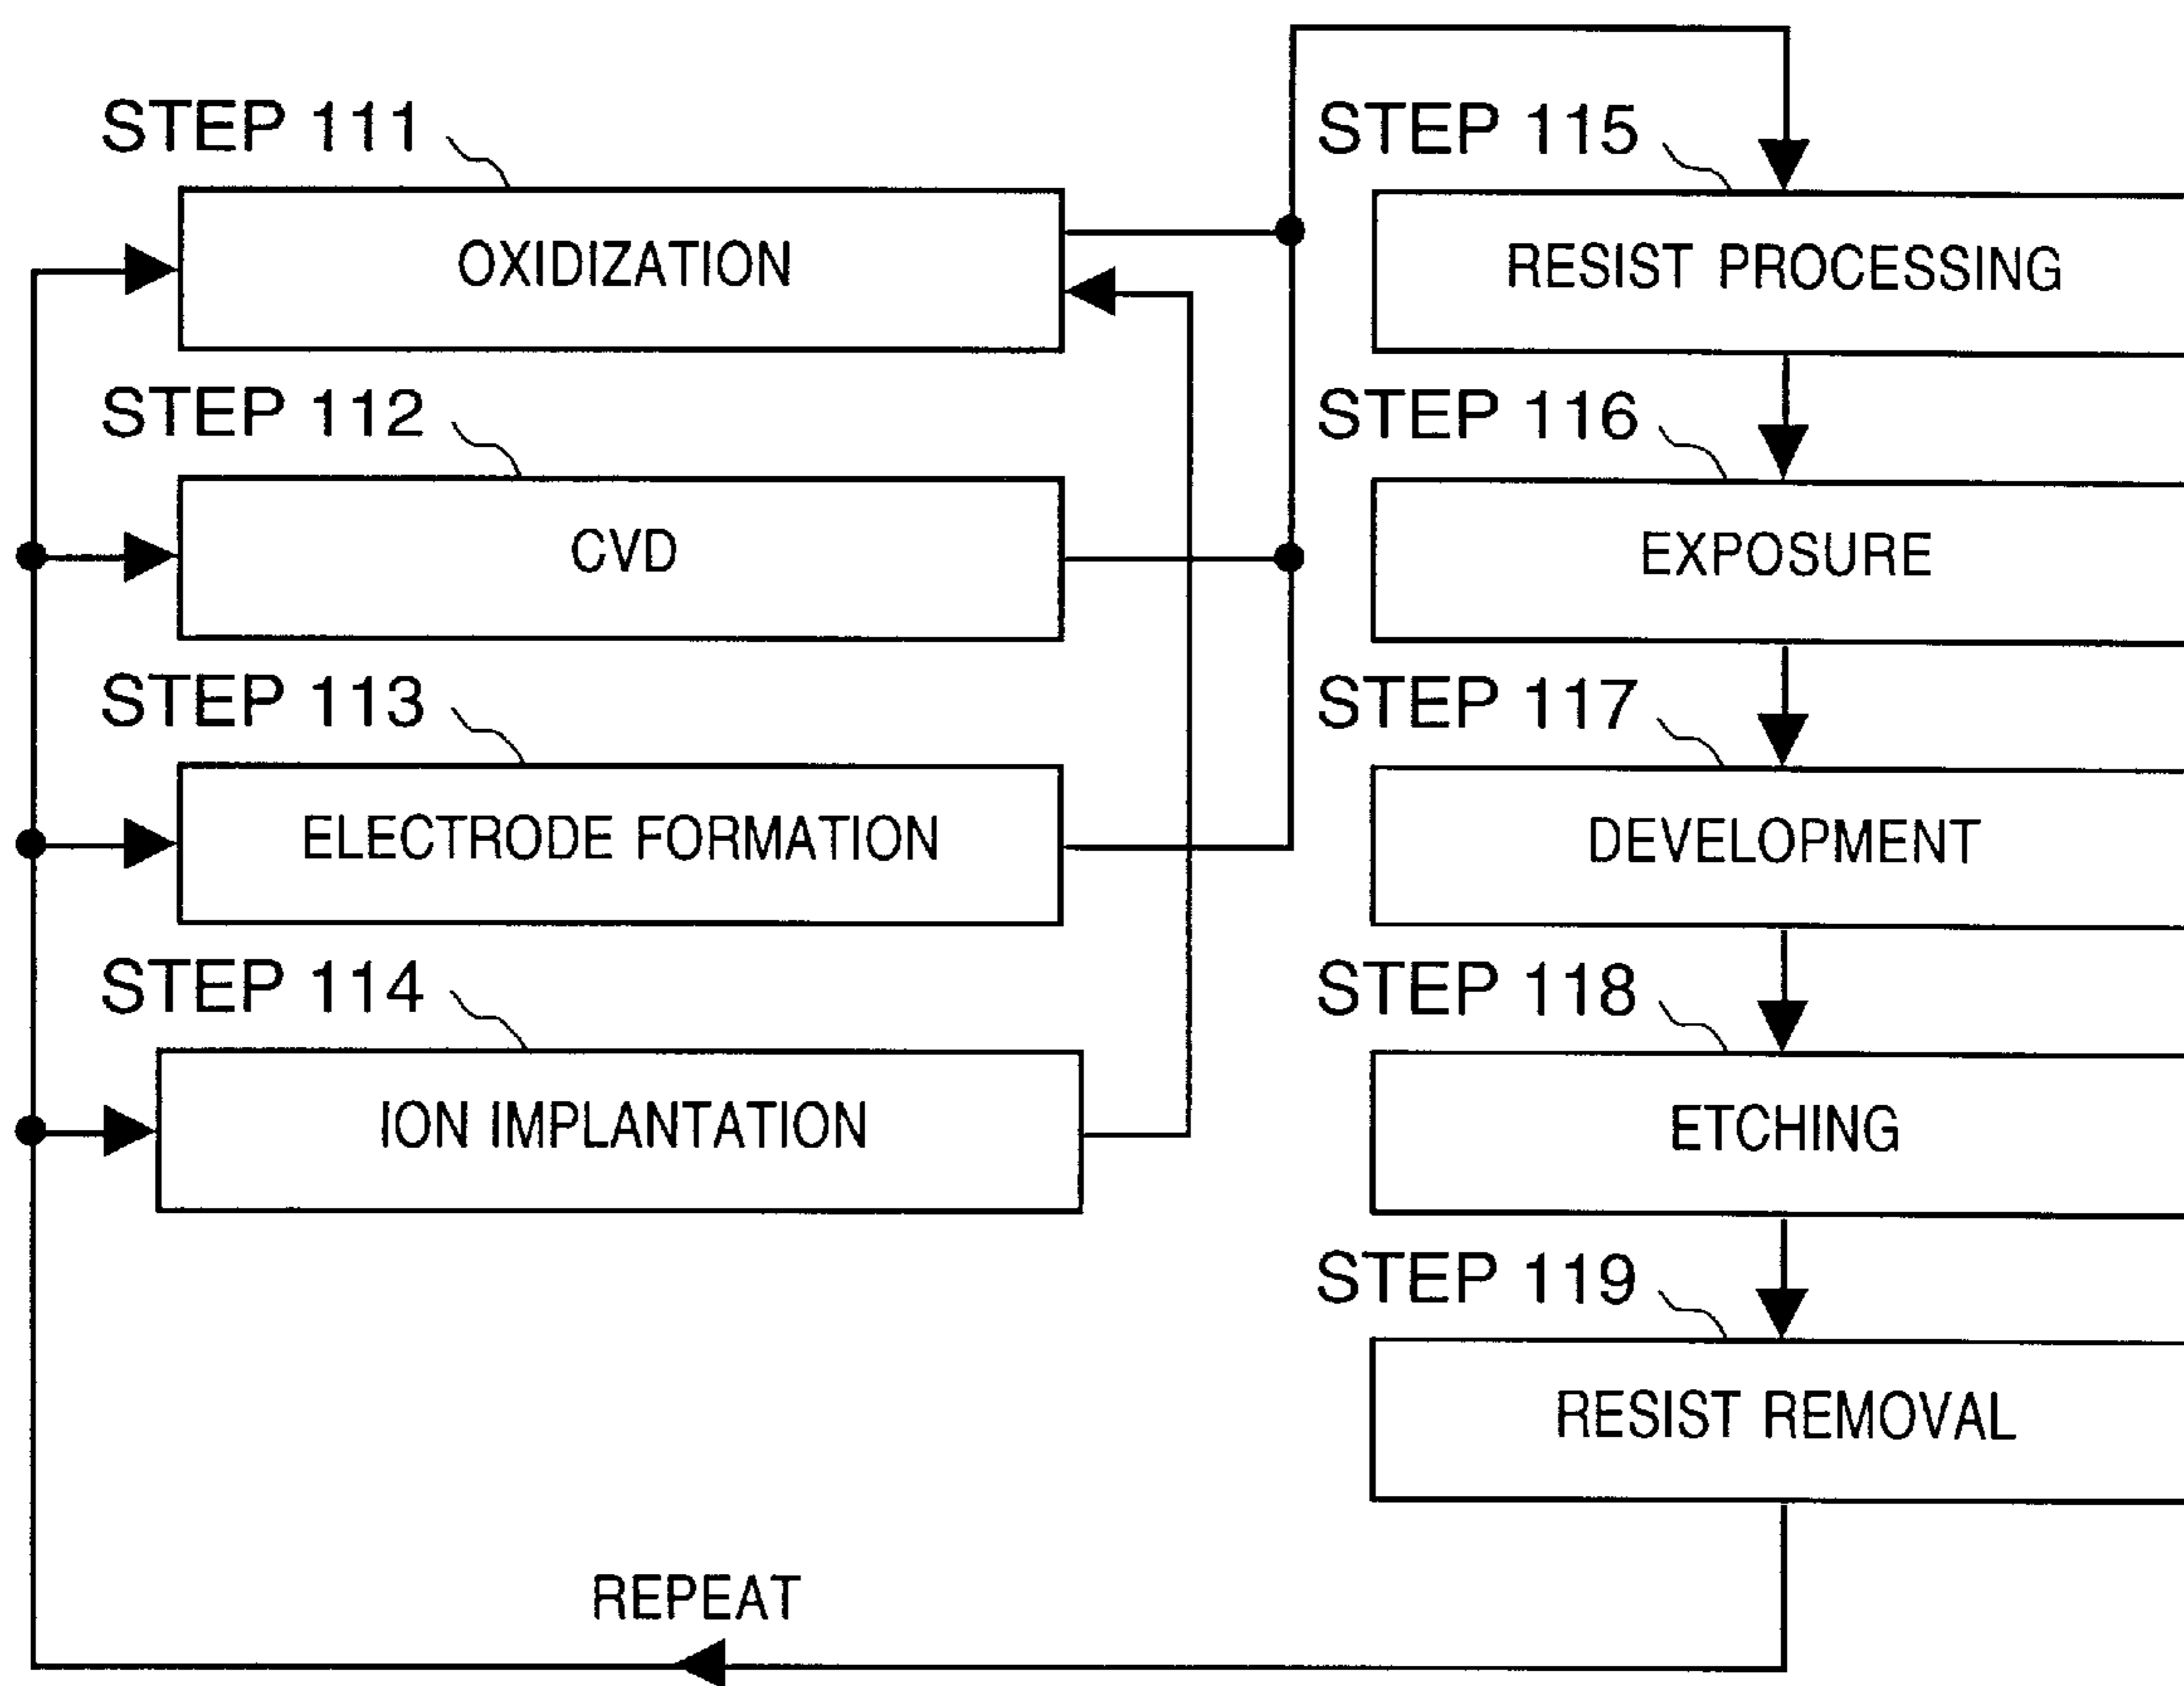 STEP 111
OXIDIZATION
STEP 112
CVD
STEP 113
ELECTRODE FORMATION
STEP 114
ION IMPLANTATION
STEP 115
RESIST PROCESSING
STEP 116
EXPOSURE
STEP 117
DEVELOPMENT
STEP 118
ETCHING
STEP 119
RESIST REMOVAL
REPEAT